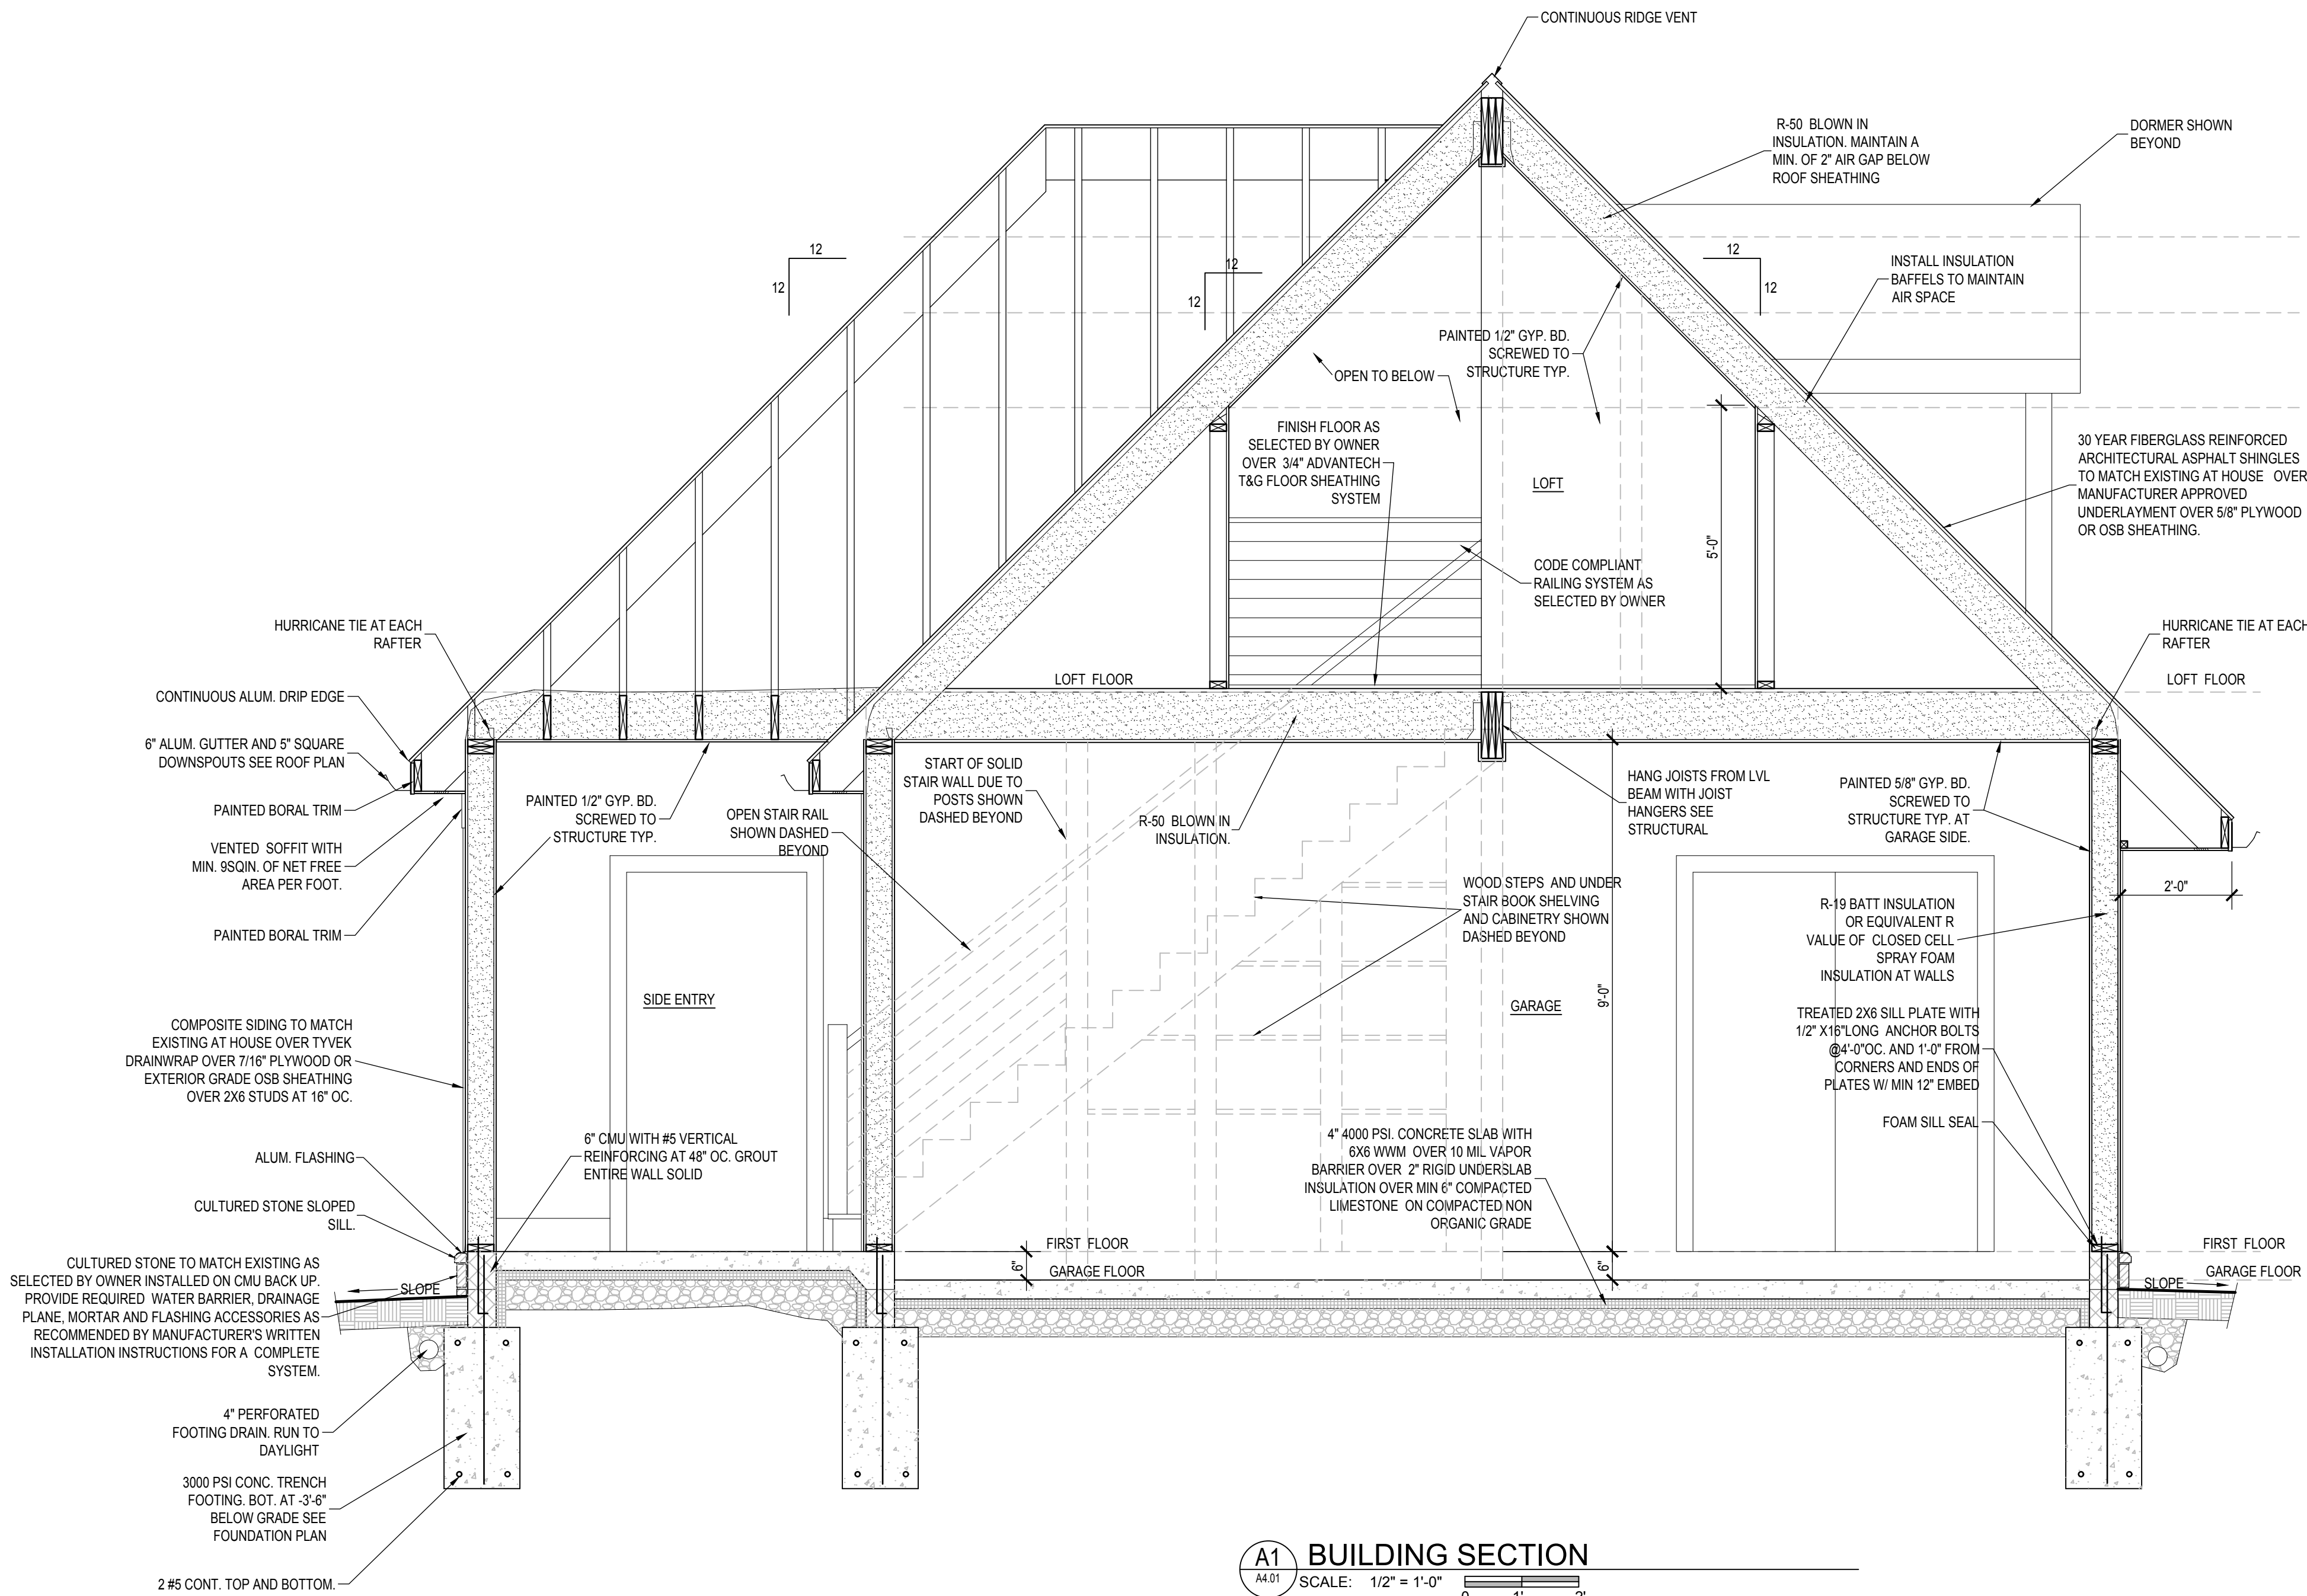 CONTINUOUS RIDGE VENT
R-50 BLOWN IN
INSULATION. MAINTAIN A
MIN. OF 2" AIR GAP BELOW
ROOF SHEATHING
DORMER SHOWN
BEYOND
12
12
12
12
12
12
INSTALL INSULATION
BAFFELS TO MAINTAIN
AIR SPACE
PAINTED 1/2" GYP. BD.
SCREWED TO
STRUCTURE TYP.
OPEN TO BELOW
FINISH FLOOR AS
SELECTED BY OWNER
OVER 3/4" ADVANTECH
T&G FLOOR SHEATHING
SYSTEM
LOFT
30 YEAR FIBERGLASS REINFORCED
ARCHITECTURAL ASPHALT SHINGLES
TO MATCH EXISTING AT HOUSE OVER
MANUFACTURER APPROVED
UNDERLAYMENT OVER 5/8" PLYWOOD
OR OSB SHEATHING.
5'-0"
CODE COMPLIANT
RAILING SYSTEM AS
SELECTED BY OWNER
HURRICANE TIE AT EACH
RAFTER
HURRICANE TIE AT EACH
RAFTER
LOFT FLOOR
LOFT FLOOR
CONTINUOUS ALUM. DRIP EDGE
6" ALUM. GUTTER AND 5" SQUARE
DOWNSPOUTS SEE ROOF PLAN
PAINTED BORAL TRIM
VENTED SOFFIT WITH
MIN. 9SQIN. OF NET FREE
AREA PER FOOT.
PAINTED BORAL TRIM
PAINTED 1/2" GYP. BD.
SCREWED TO
STRUCTURE TYP.
OPEN STAIR RAIL
SHOWN DASHED
BEYOND
START OF SOLID
STAIR WALL DUE TO
POSTS SHOWN
DASHED BEYOND
R-50 BLOWN IN
INSULATION.
HANG JOISTS FROM LVL
BEAM WITH JOIST
HANGERS SEE
STRUCTURAL
PAINTED 5/8" GYP. BD.
SCREWED TO
STRUCTURE TYP. AT
GARAGE SIDE.
WOOD STEPS AND UNDER
STAIR BOOK SHELVING
AND CABINETRY SHOWN
DASHED BEYOND
2'-0"
R-19 BATT INSULATION
OR EQUIVALENT R
VALUE OF CLOSED CELL
SPRAY FOAM
INSULATION AT WALLS
SIDE ENTRY
GARAGE
9'-0"
COMPOSITE SIDING TO MATCH
EXISTING AT HOUSE OVER TYVEK
DRAINWRAP OVER 7/16" PLYWOOD OR
EXTERIOR GRADE OSB SHEATHING
OVER 2X6 STUDS AT 16" OC.
TREATED 2X6 SILL PLATE WITH
1/2" X16"LONG ANCHOR BOLTS
@4'-0"OC. AND 1'-0" FROM
CORNERS AND ENDS OF
PLATES W/ MIN 12" EMBED
FOAM SILL SEAL
6" CMU WITH #5 VERTICAL
REINFORCING AT 48" OC. GROUT
ENTIRE WALL SOLID
4" 4000 PSI. CONCRETE SLAB WITH
6X6 WWM OVER 10 MIL VAPOR
BARRIER OVER 2" RIGID UNDERSLAB
INSULATION OVER MIN 6" COMPACTED
LIMESTONE ON COMPACTED NON
ORGANIC GRADE
ALUM. FLASHING
CULTURED STONE SLOPED
SILL.
FIRST FLOOR
FIRST FLOOR
6"
6"
GARAGE FLOOR
GARAGE FLOOR
SLOPE
SLOPE
CULTURED STONE TO MATCH EXISTING AS
SELECTED BY OWNER INSTALLED ON CMU BACK UP.
PROVIDE REQUIRED WATER BARRIER, DRAINAGE
PLANE, MORTAR AND FLASHING ACCESSORIES AS
RECOMMENDED BY MANUFACTURER'S WRITTEN
INSTALLATION INSTRUCTIONS FOR A COMPLETE
SYSTEM.
4" PERFORATED
FOOTING DRAIN. RUN TO
DAYLIGHT
3000 PSI CONC. TRENCH
FOOTING. BOT. AT -3'-6"
BELOW GRADE SEE
FOUNDATION PLAN
2 #5 CONT. TOP AND BOTTOM.
A1
A4.01
BUILDING SECTION
SCALE: 1/2" = 1'-0"
0 1' 2'